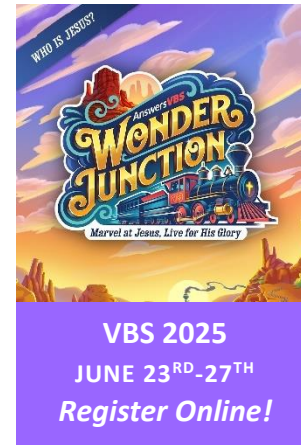 WHO IS JESUS?
AnswersVBS
WONDER
JUNCTION
Marvel at Jesus, Live for His Glory
VBS 2025
JUNE 23RD-27TH
Register Online!